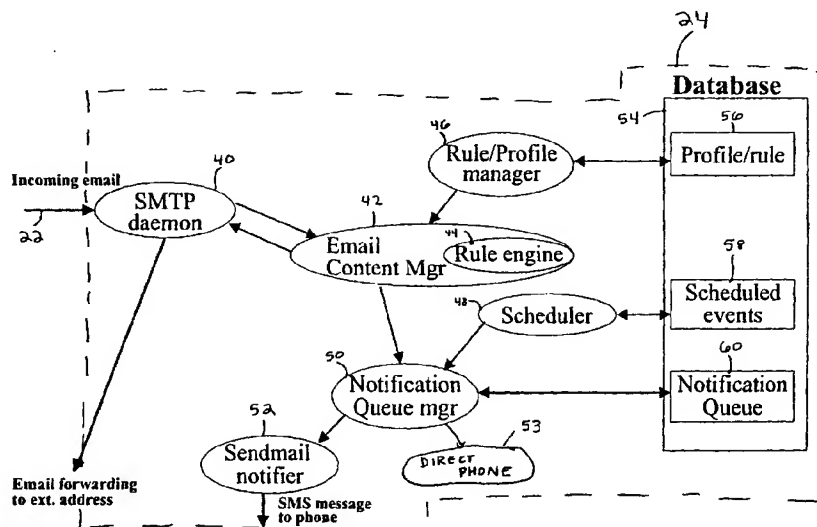 24
Database
54
56
Profile/rule
46
Rule/Profile
manager
40
Incoming email
SMTP
daemon
22
42
Email
Content Mgr
44
Rule engine
58
Scheduled
events
48
Scheduler
60
Notification
Queue
50
Notification
Queue mgr
52
Sendmail
notifier
53
DIRECT
PHONE
Email forwarding
to ext. address
SMS message
to phone